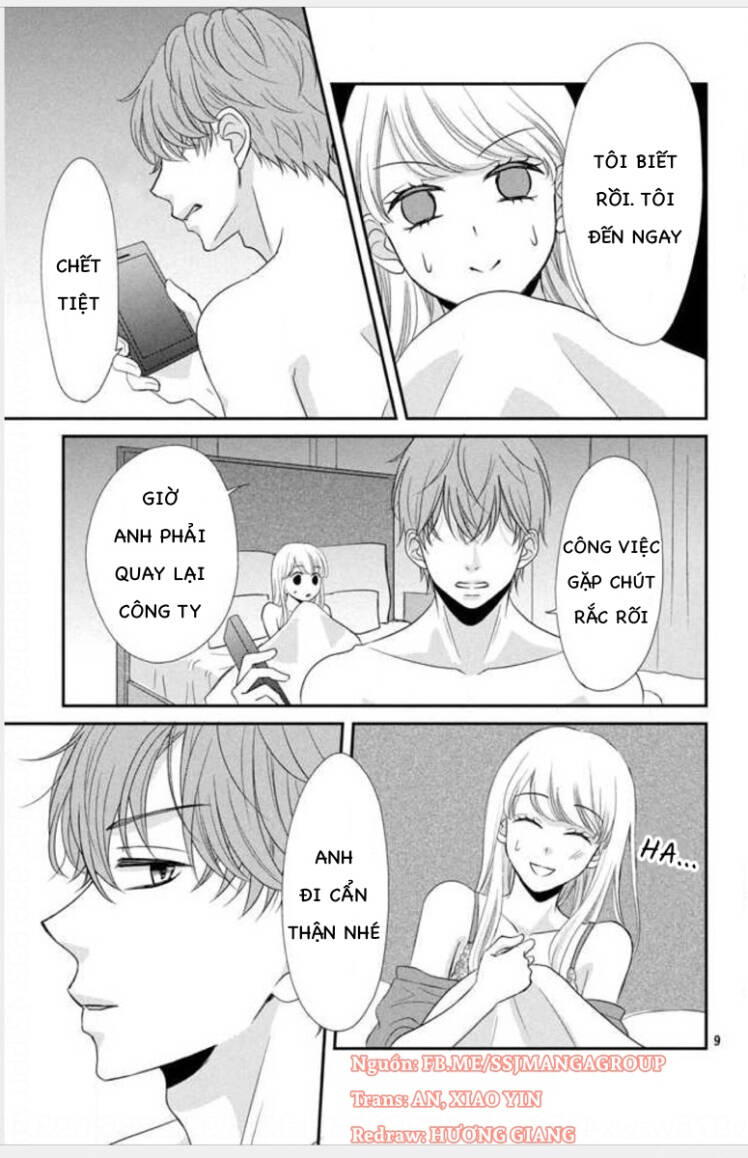 TÔI BIẾT
RỒI. TÔI
ĐẾN NGAY
CHẾT
TIỆT
CÔNG VIỆC
GẶP CHÚT
RẮC RỐI
GIỜ
ANH PHẢI
QUAY LẠI
CÔNG TY
HA...
ANH
ĐI CẨN
THẬN NHÉ
9
Nguồn: FB.ME/SSJMANGAGROUP
Trans: AN, XIAO YIN
Redraw: HƯƠNG GIANG